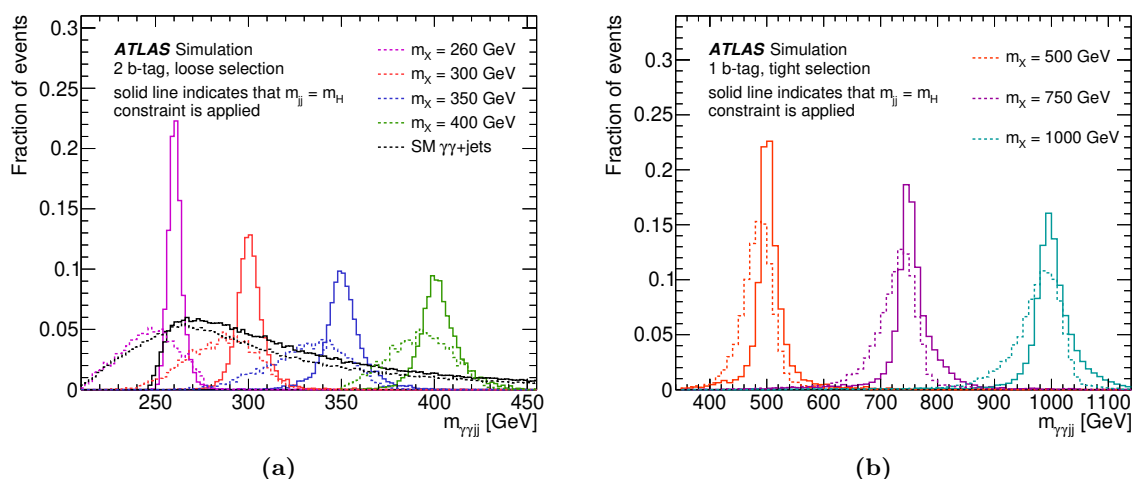 Fraction of events
0.3
0.25
0.2
0.15
0.1
0.05
0
ATLAS Simulation
2 b-tag, loose selection
solid line indicates that m_jj = m_H
constraint is applied
m_X = 260 GeV
m_X = 300 GeV
m_X = 350 GeV
m_X = 400 GeV
SM γγ+jets
250 300 350 400 450
m_γγjj [GeV]
(a)
Fraction of events
0.3
0.25
0.2
0.15
0.1
0.05
0
ATLAS Simulation
1 b-tag, tight selection
solid line indicates that m_jj = m_H
constraint is applied
m_X = 500 GeV
m_X = 750 GeV
m_X = 1000 GeV
400 500 600 700 800 900 1000 1100
m_γγjj [GeV]
(b)